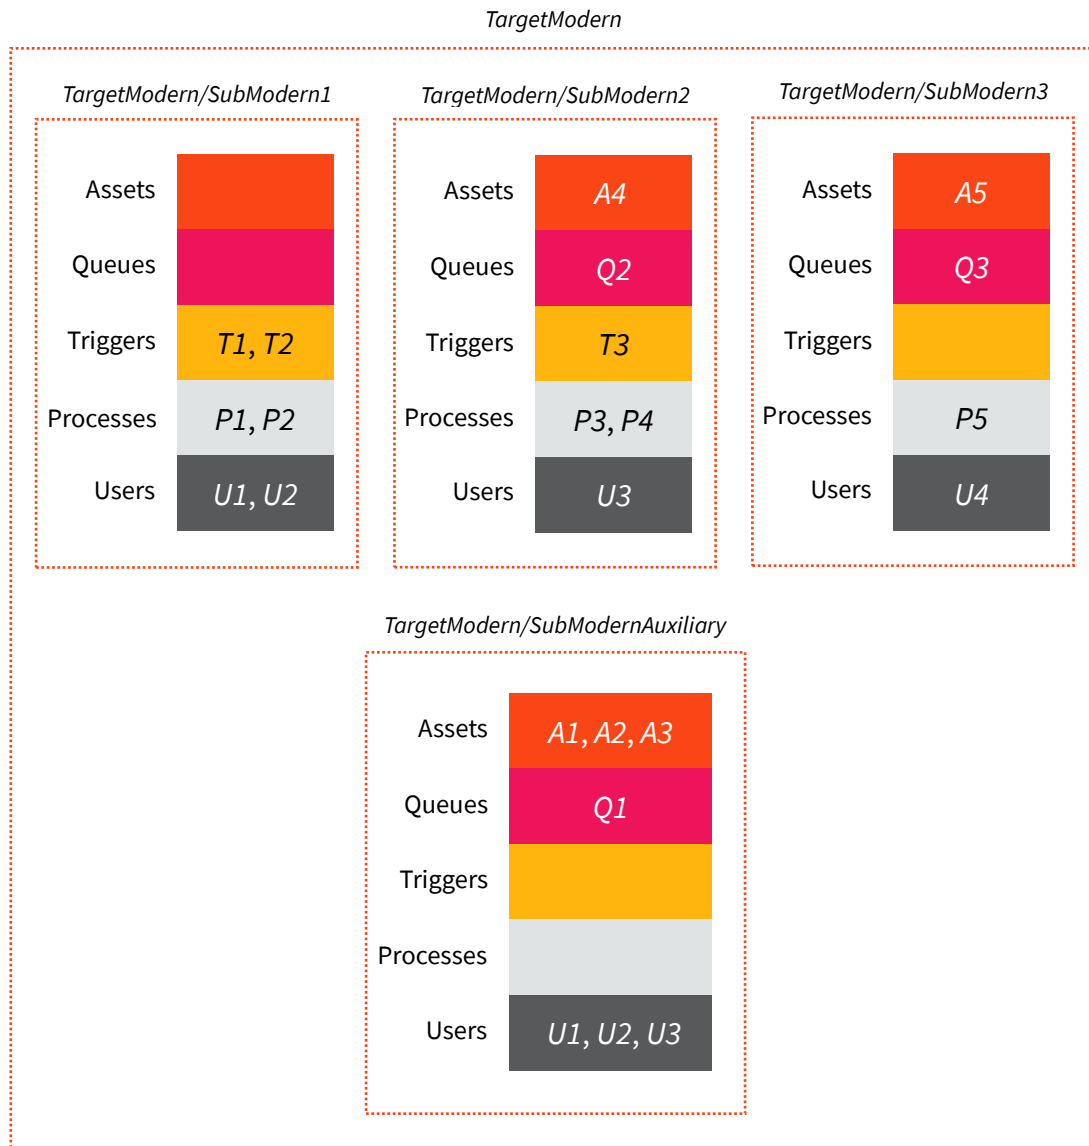 TargetModern
TargetModern/SubModern1
Assets
Queues
Triggers T1, T2
Processes P1, P2
Users U1, U2
TargetModern/SubModern2
Assets A4
Queues Q2
Triggers T3
Processes P3, P4
Users U3
TargetModern/SubModern3
Assets A5
Queues Q3
Triggers
Processes P5
Users U4
TargetModern/SubModernAuxiliary
Assets A1, A2, A3
Queues Q1
Triggers
Processes
Users U1, U2, U3